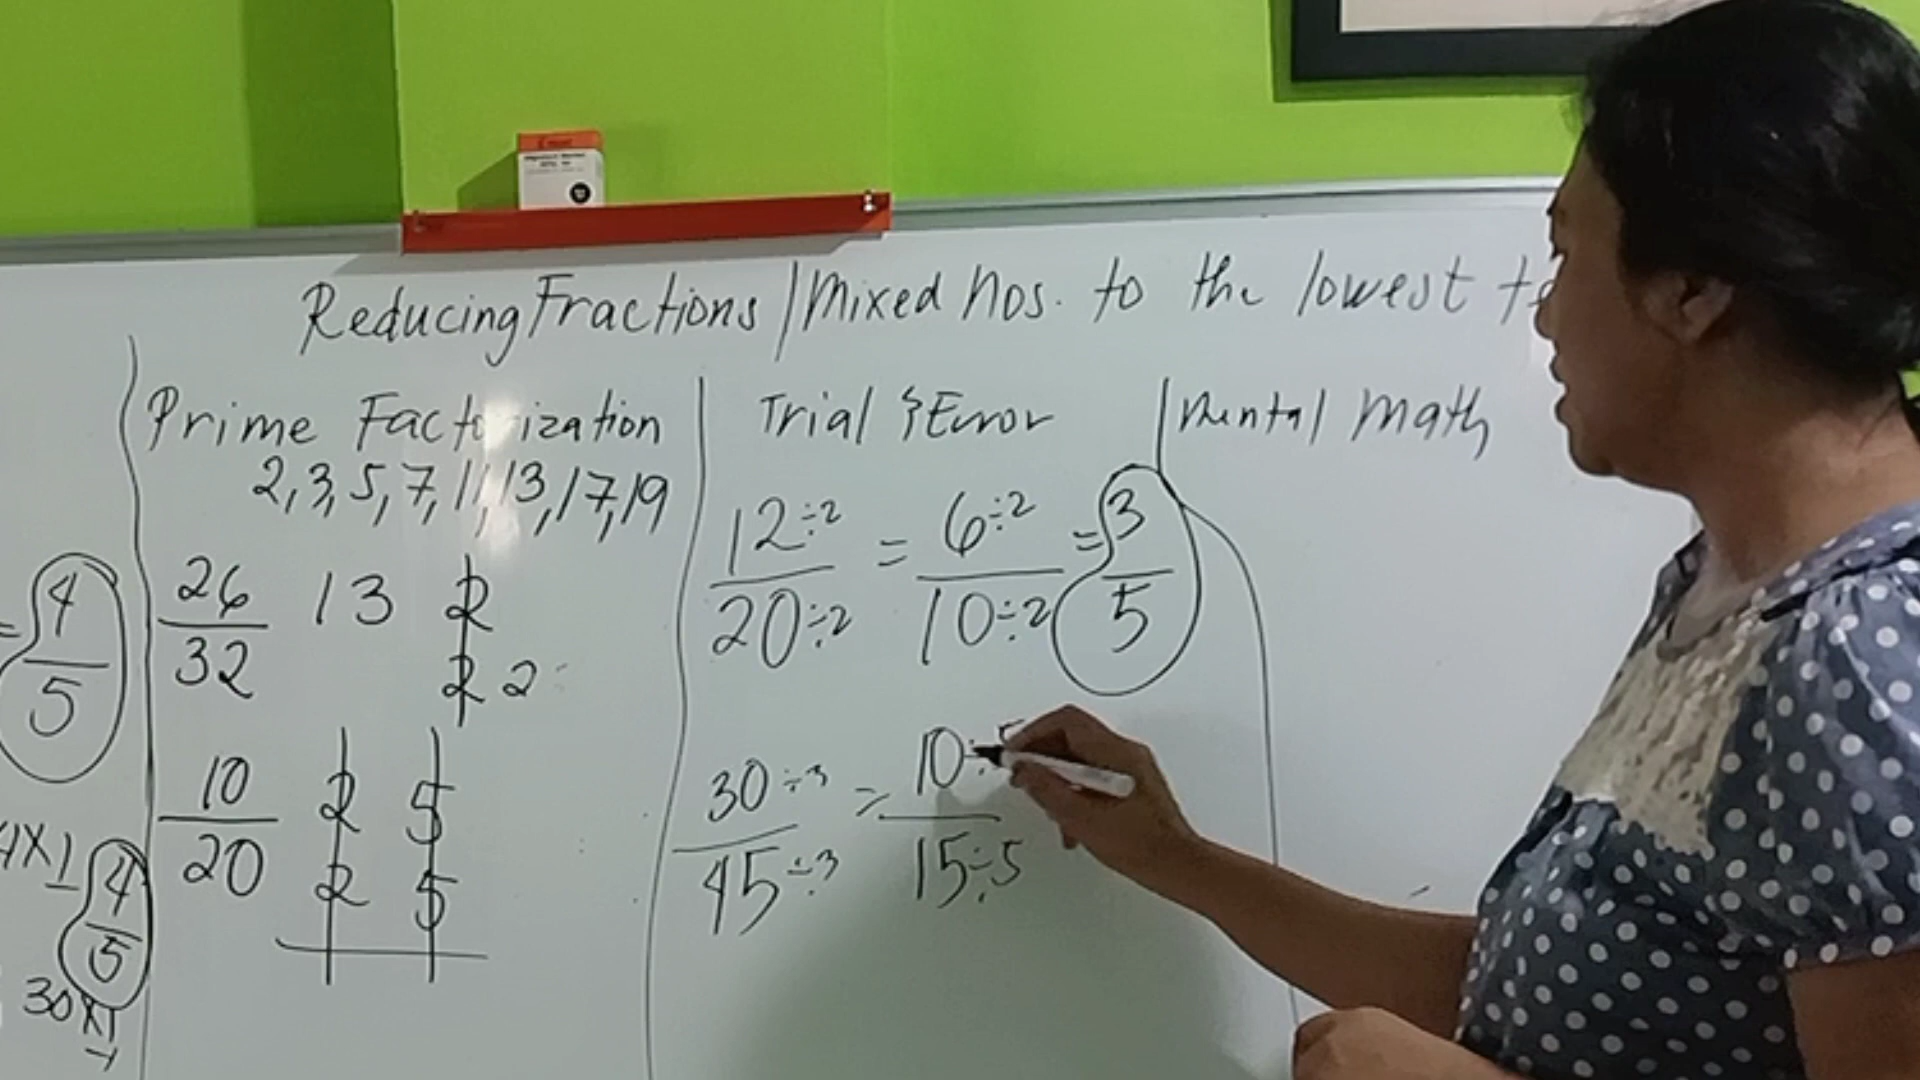 Reducing Fractions / Mixed Nos. to the lowest
Prime Factorization
2, 3, 5, 7, 11, 13, 17, 19
= 4/5
26/32 13 2
2 2
10/20 2 5
2 5
4/5
30x1
Trial & Error
12÷2/20÷2 = 6÷2/10÷2 = 3/5
30÷3/45÷3 = 10÷5/15÷5
Mental Math